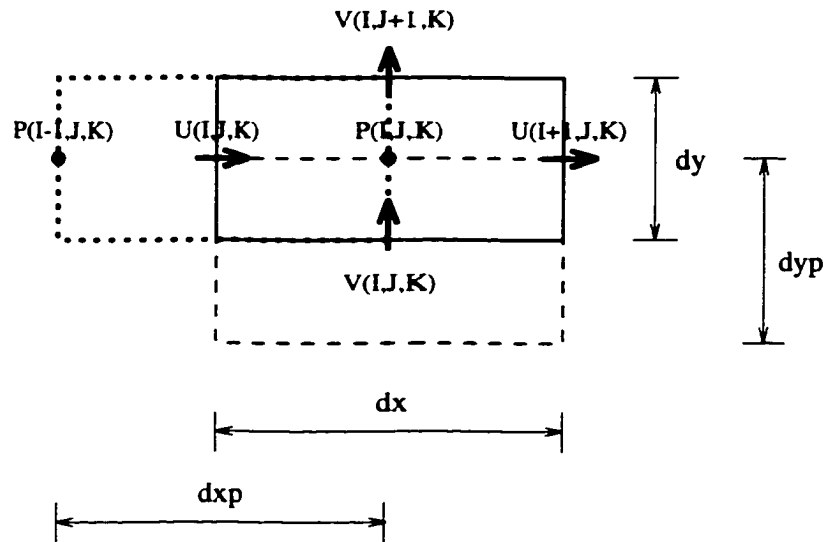 V(I,J+1,K)
P(I-1,J,K) U(I,J,K) P(I,J,K) U(I+1,J,K)
dy
V(I,J,K)
dyp
dx
dxp